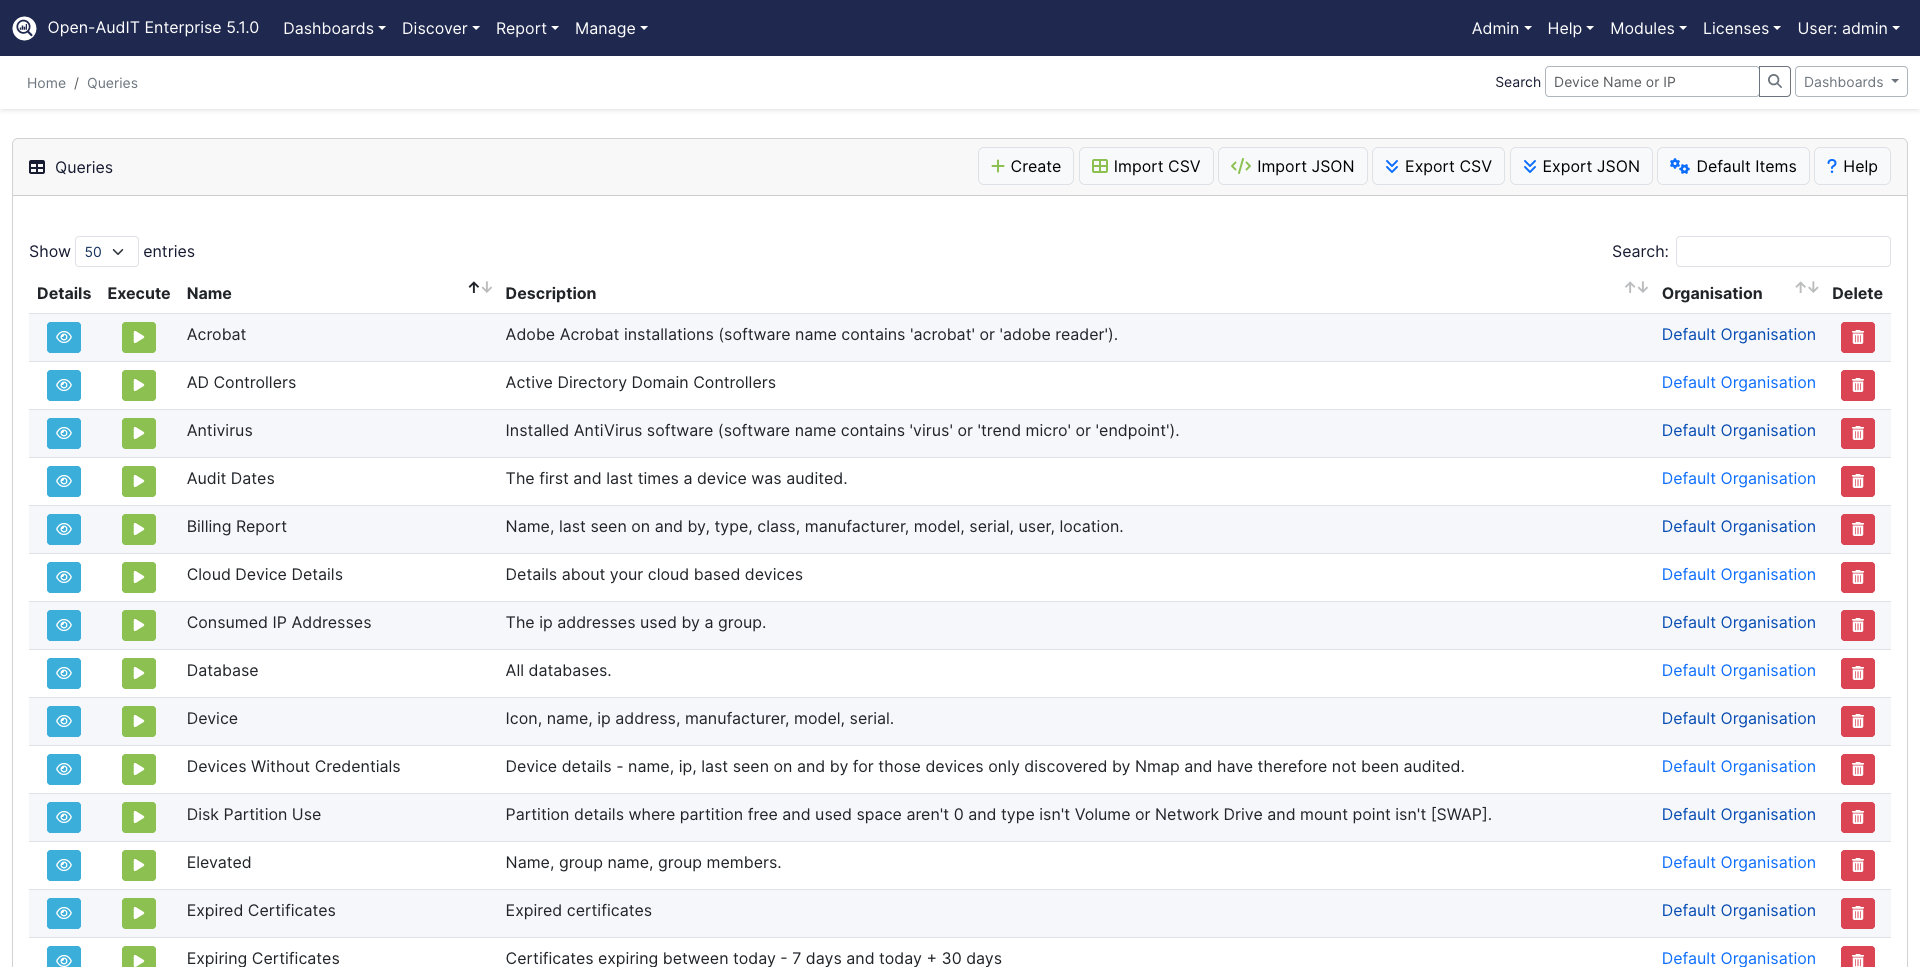 Open-AudIT Enterprise 5.1.0 Dashboards Discover Report Manage Admin Help Modules Licenses User: admin
Home / Queries Search Device Name or IP Dashboards
Queries Create Import CSV Import JSON Export CSV Export JSON Default Items ? Help
Show 50 entries Search:
Details Execute Name Description Organisation Delete
Acrobat Adobe Acrobat installations (software name contains 'acrobat' or 'adobe reader'). Default Organisation
AD Controllers Active Directory Domain Controllers Default Organisation
Antivirus Installed AntiVirus software (software name contains 'virus' or 'trend micro' or 'endpoint'). Default Organisation
Audit Dates The first and last times a device was audited. Default Organisation
Billing Report Name, last seen on and by, type, class, manufacturer, model, serial, user, location. Default Organisation
Cloud Device Details Details about your cloud based devices Default Organisation
Consumed IP Addresses The ip addresses used by a group. Default Organisation
Database All databases. Default Organisation
Device Icon, name, ip address, manufacturer, model, serial. Default Organisation
Devices Without Credentials Device details - name, ip, last seen on and by for those devices only discovered by Nmap and have therefore not been audited. Default Organisation
Disk Partition Use Partition details where partition free and used space aren't 0 and type isn't Volume or Network Drive and mount point isn't [SWAP]. Default Organisation
Elevated Name, group name, group members. Default Organisation
Expired Certificates Expired certificates Default Organisation
Expiring Certificates Certificates expiring between today - 7 days and today + 30 days Default Organisation